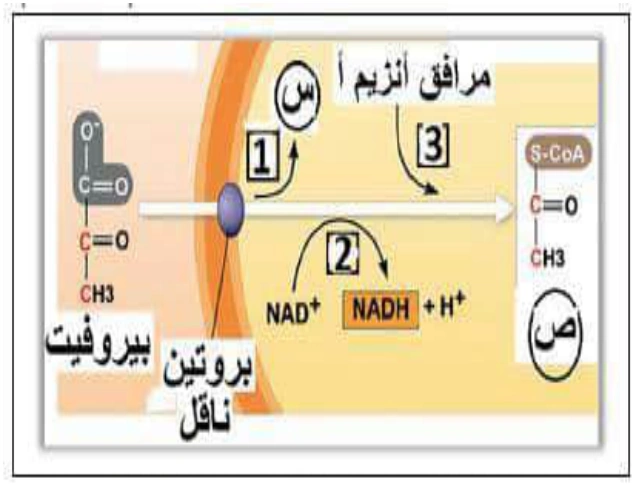 مرافق أنزيم أ
س
[1]
[3]
O⁻
C=O
C=O
CH3
بيروفيت
S-CoA
C=O
CH3
ص
[2]
NAD⁺ NADH + H⁺
بروتين
ناقل